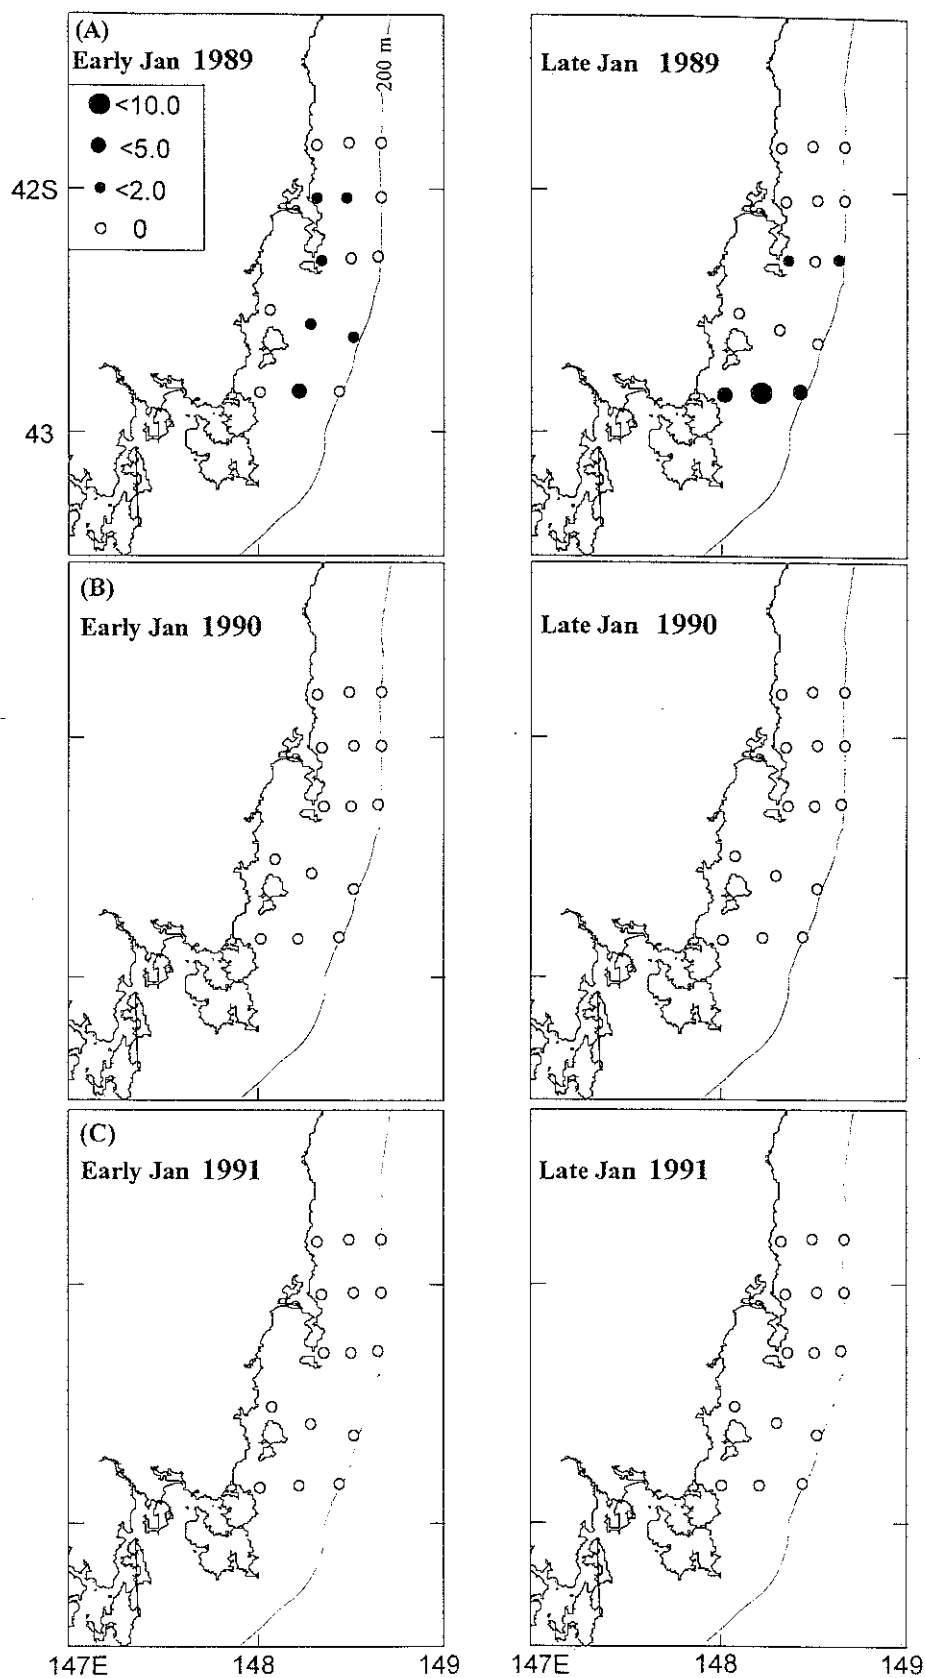 (A)
Early Jan 1989
Late Jan 1989
200 m
<10.0
<5.0
<2.0
0
42S
43
(B)
Early Jan 1990
Late Jan 1990
(C)
Early Jan 1991
Late Jan 1991
147E 148 149
147E 148 149